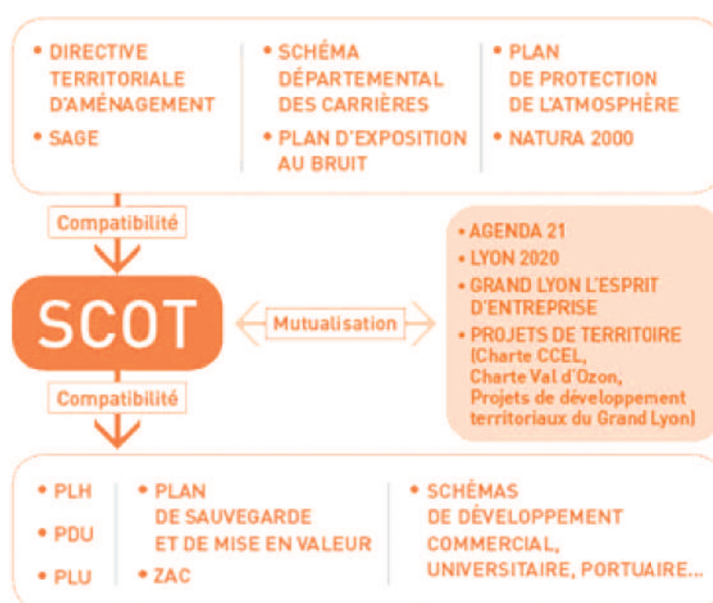 • DIRECTIVE
TERRITORIALE
D'AMÉNAGEMENT
• SAGE
• SCHÉMA
DÉPARTEMENTAL
DES CARRIÈRES
• PLAN D'EXPOSITION
AU BRUIT
• PLAN
DE PROTECTION
DE L'ATMOSPHÈRE
• NATURA 2000
Compatibilité
SCOT
Mutualisation
• AGENDA 21
• LYON 2020
• GRAND LYON L'ESPRIT
D'ENTREPRISE
• PROJETS DE TERRITOIRE
(Charte CCEL,
Charte Val d'Ozon,
Projets de développement
territoriaux du Grand Lyon)
Compatibilité
• PLH
• PDU
• PLU
• PLAN
DE SAUVEGARDE
ET DE MISE EN VALEUR
• ZAC
• SCHÉMAS
DE DÉVELOPPEMENT
COMMERCIAL,
UNIVERSITAIRE, PORTUAIRE...